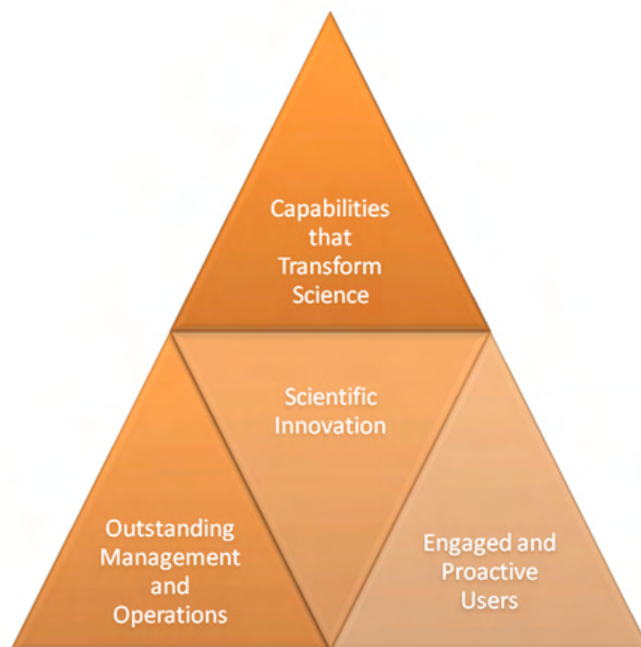 Capabilities
that
Transform
Science
Scientific
Innovation
Outstanding
Management
and
Operations
Engaged and
Proactive
Users